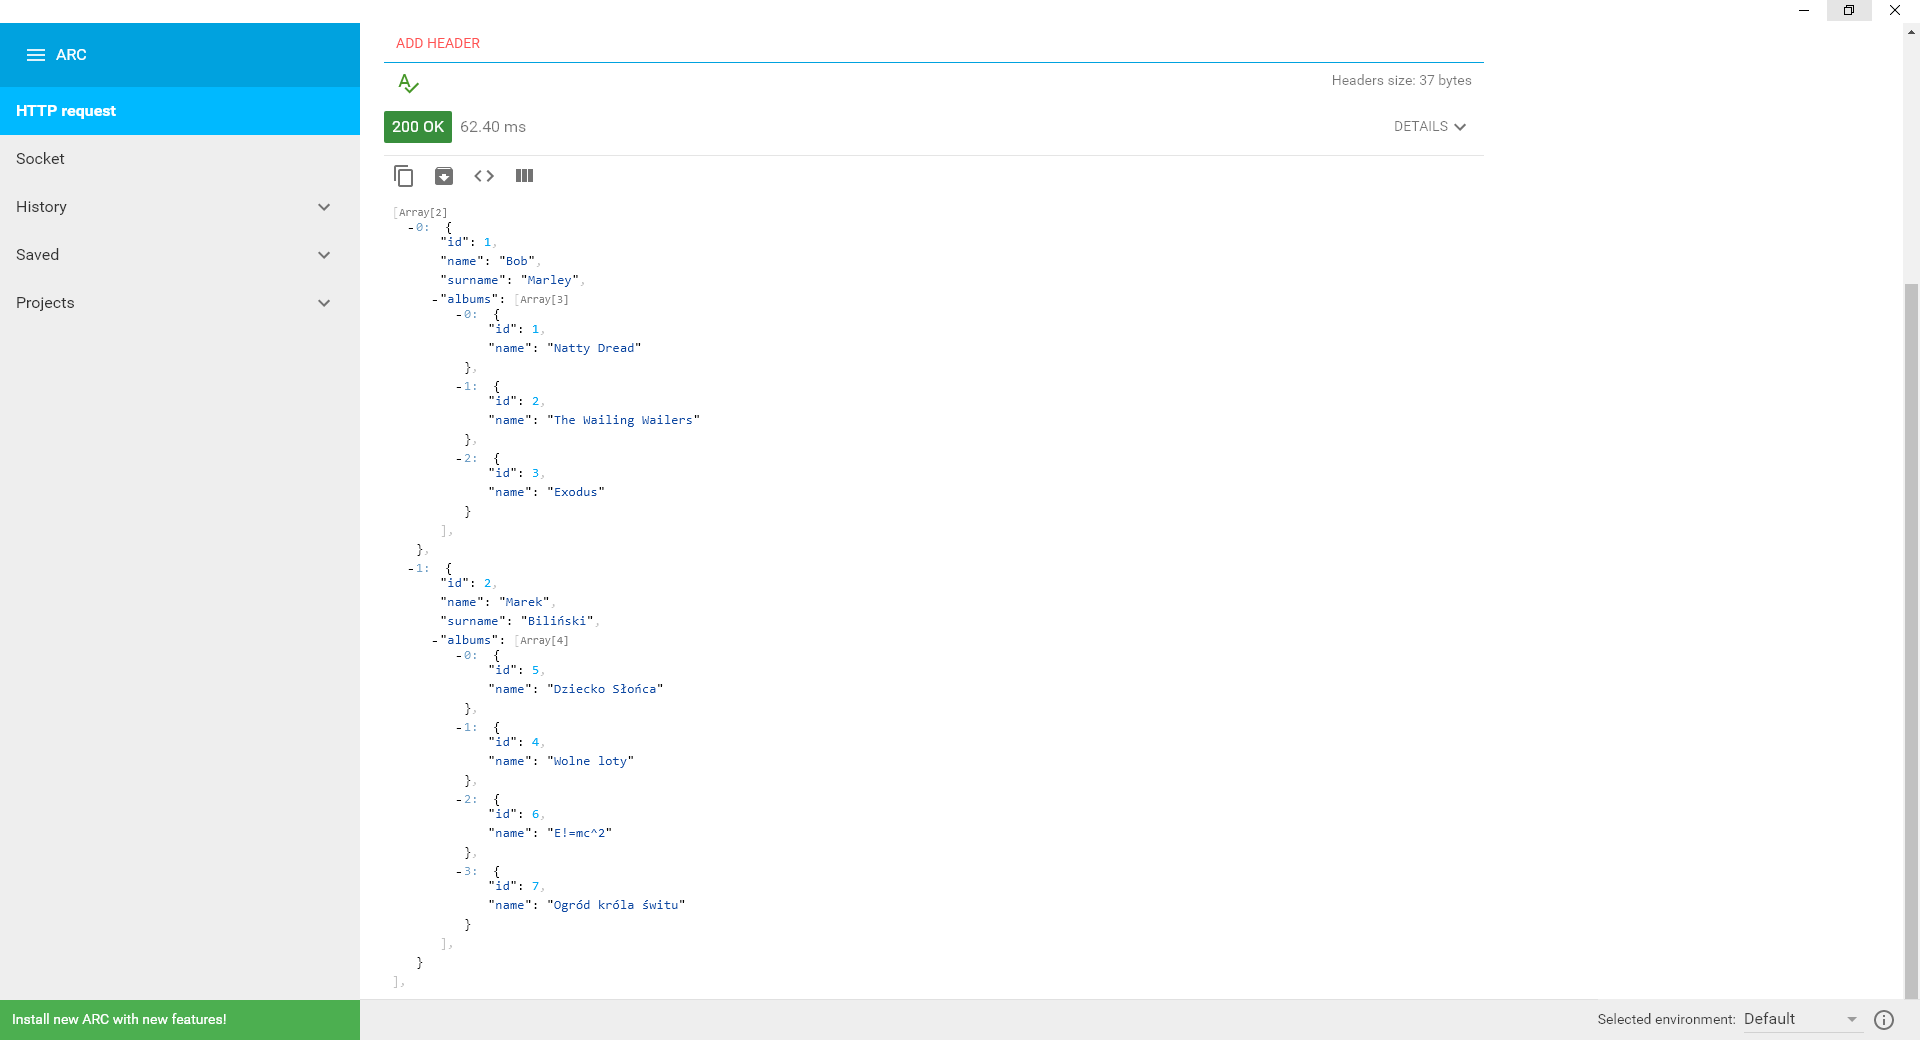 ARC
HTTP request
Socket
History
Saved
Projects
Install new ARC with new features!
ADD HEADER
Headers size: 37 bytes
200 OK 62.40 ms
DETAILS
[Array[2]
-0: {
"id": 1,
"name": "Bob",
"surname": "Marley",
-"albums": [Array[3]
-0: {
"id": 1,
"name": "Natty Dread"
},
-1: {
"id": 2,
"name": "The Wailing Wailers"
},
-2: {
"id": 3,
"name": "Exodus"
}
],
},
-1: {
"id": 2,
"name": "Marek",
"surname": "Biliński",
-"albums": [Array[4]
-0: {
"id": 5,
"name": "Dziecko Słońca"
},
-1: {
"id": 4,
"name": "Wolne loty"
},
-2: {
"id": 6,
"name": "E!=mc^2"
},
-3: {
"id": 7,
"name": "Ogród króla świtu"
}
],
}
],
Selected environment: Default